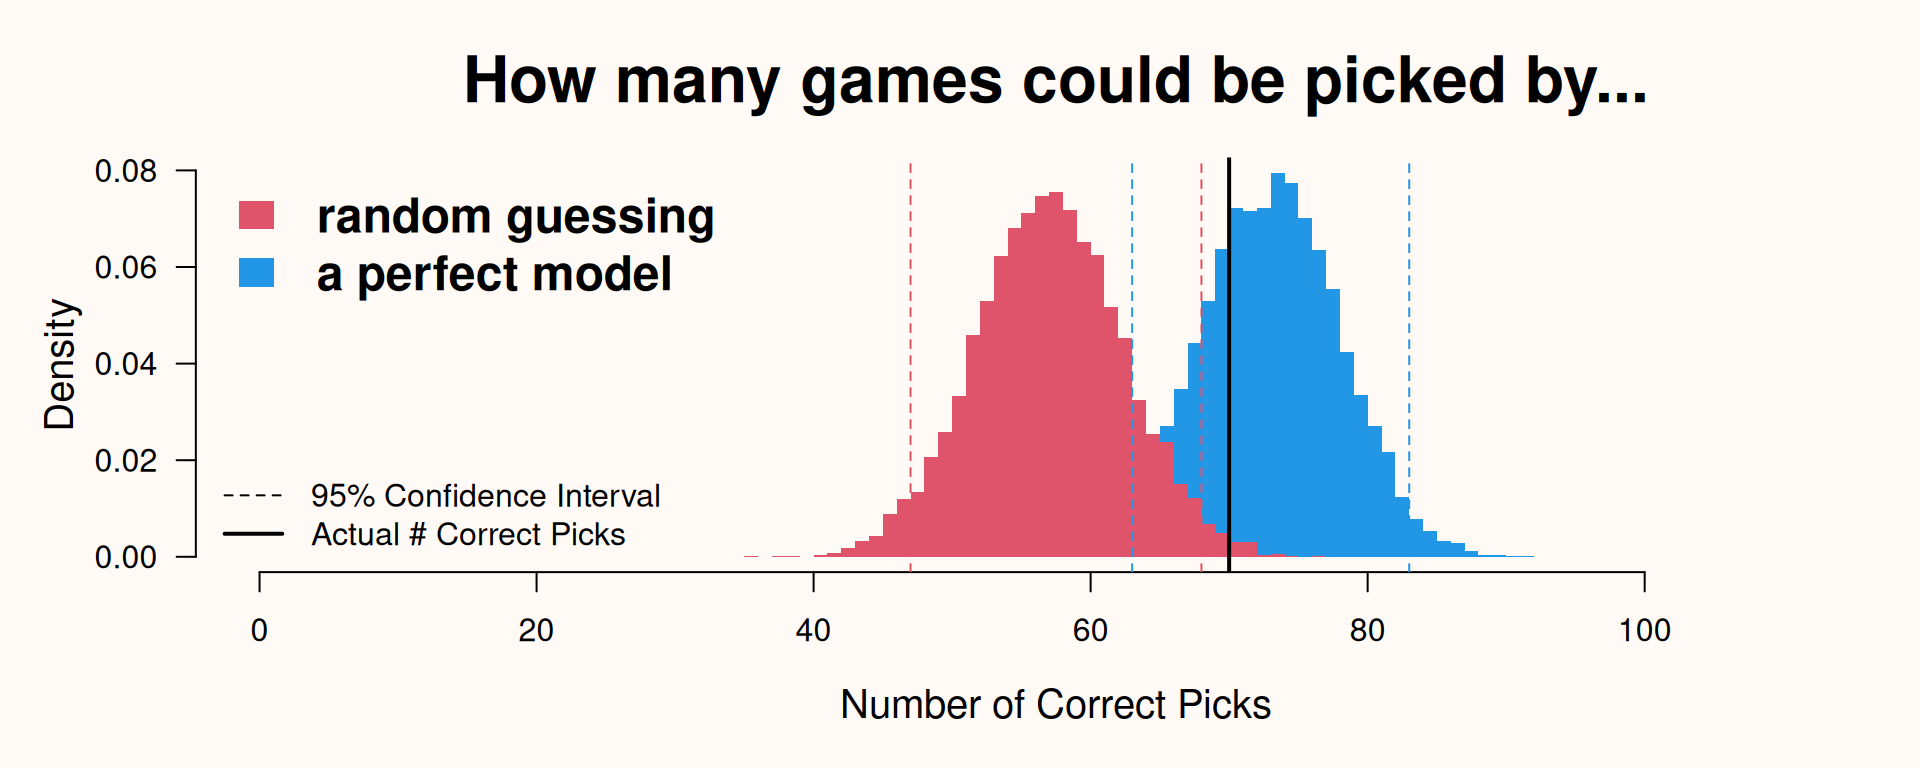 How many games could be picked by...
0.08
0.06
0.04
0.02
0.00
Density
random guessing
a perfect model
95% Confidence Interval
Actual # Correct Picks
0 20 40 60 80 100
Number of Correct Picks